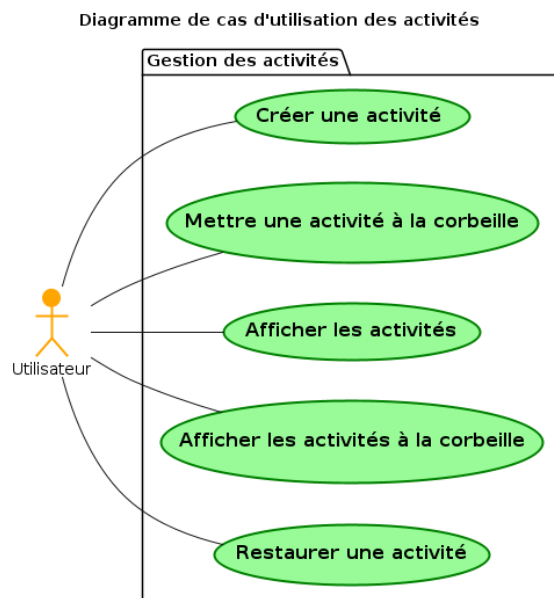 Diagramme de cas d'utilisation des activités
Gestion des activités
Créer une activité
Mettre une activité à la corbeille
Afficher les activités
Utilisateur
Afficher les activités à la corbeille
Restaurer une activité